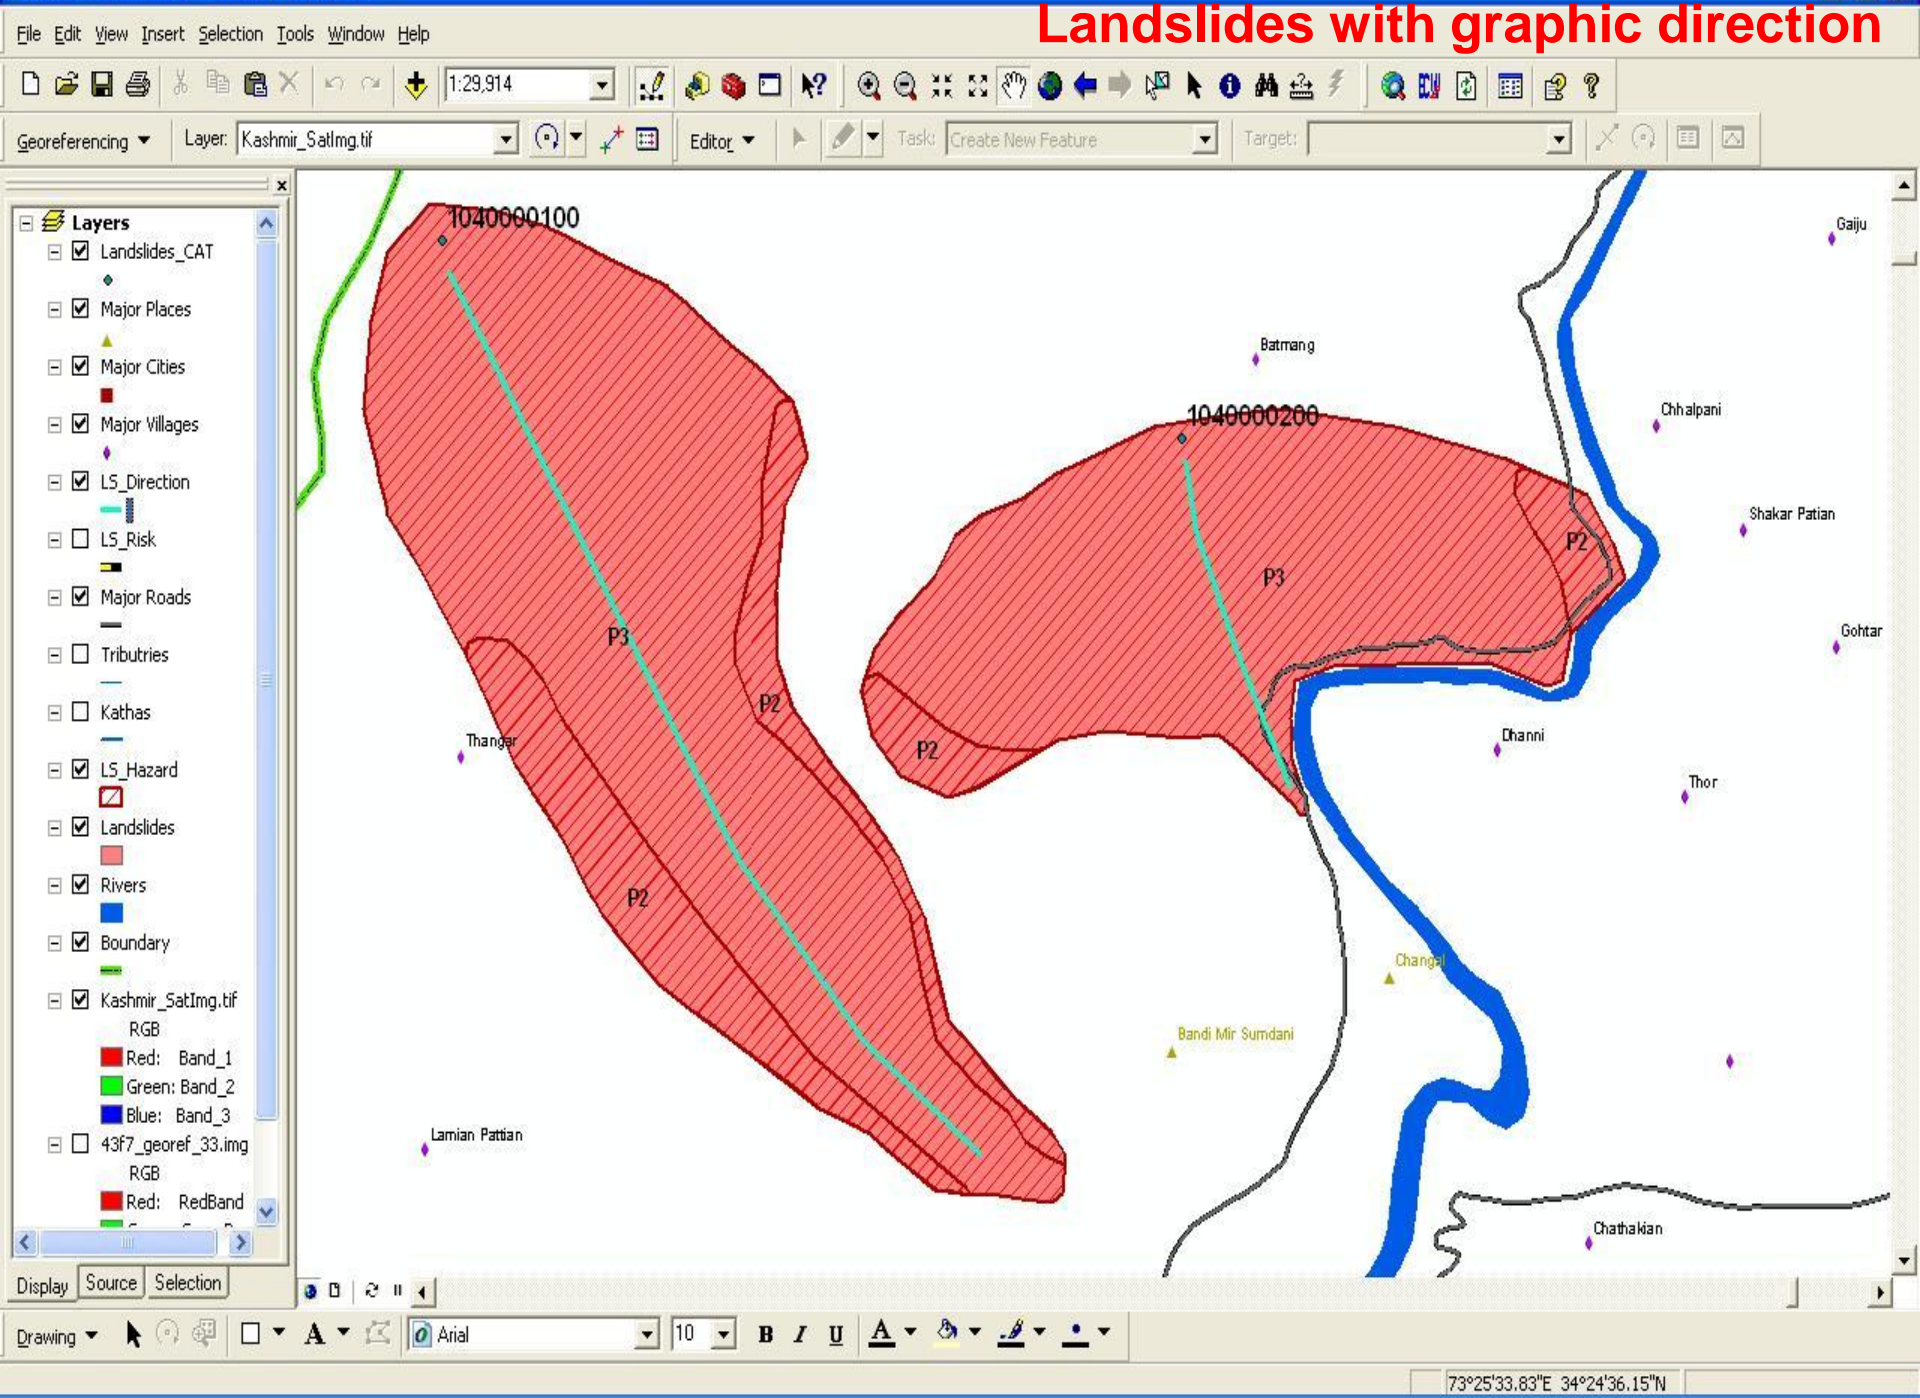 Landslides with graphic direction
File Edit View Insert Selection Tools Window Help
1:29,914
Georeferencing Layer: Kashmir_SatImg.tif Editor Task: Create New Feature Target:
Layers
Landslides_CAT
Major Places
Major Cities
Major Villages
LS_Direction
LS_Risk
Major Roads
Tributries
Kathas
LS_Hazard
Landslides
Rivers
Boundary
Kashmir_SatImg.tif
RGB
Red: Band_1
Green: Band_2
Blue: Band_3
43f7_georef_33.img
RGB
Red: RedBand
Display Source Selection
1040000100
Gaiju
Batmang
1040000200
Chhalpani
Shakar Patian
P2
P3
P3
Gohtar
P2
Thangar
P2
Dhanni
Thor
P2
Changal
Bandi Mir Sumdani
Lamian Pattian
Chathakian
Drawing A Arial 10 B I U A
73°25'33.83"E 34°24'36.15"N